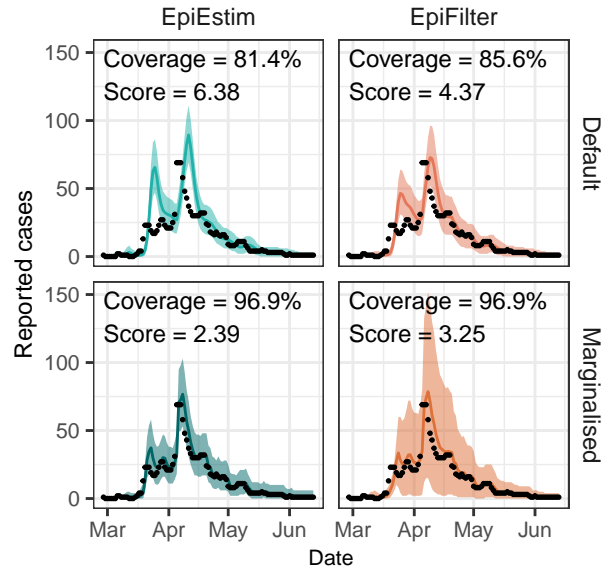 EpiEstim
EpiFilter
Coverage = 81.4%
Score = 6.38
Coverage = 85.6%
Score = 4.37
Default
150
100
50
0
Reported cases
Coverage = 96.9%
Score = 2.39
Coverage = 96.9%
Score = 3.25
Marginalised
150
100
50
0
Mar Apr May Jun
Mar Apr May Jun
Date